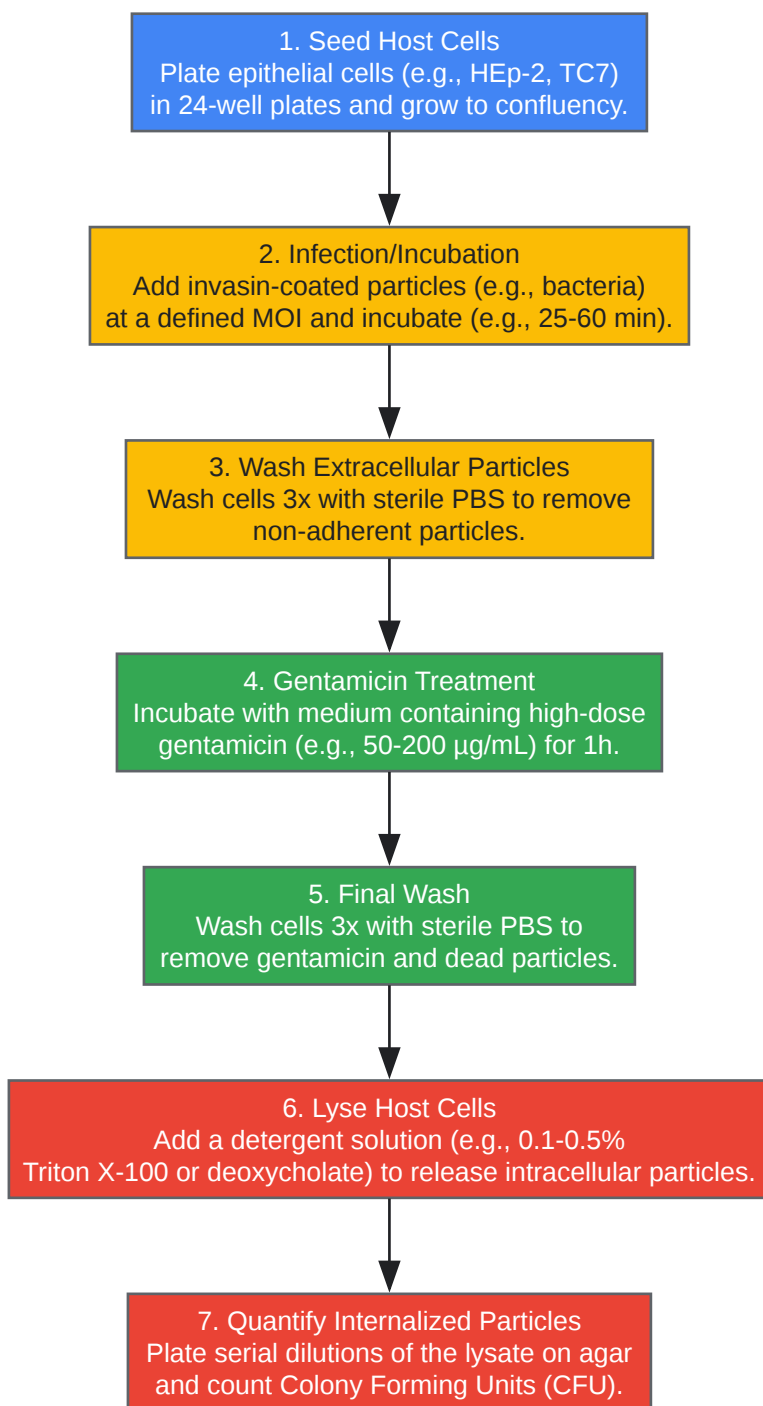 1. Seed Host Cells
Plate epithelial cells (e.g., HEp-2, TC7)
in 24-well plates and grow to confluency.
2. Infection/Incubation
Add invasin-coated particles (e.g., bacteria)
at a defined MOI and incubate (e.g., 25-60 min).
3. Wash Extracellular Particles
Wash cells 3x with sterile PBS to remove
non-adherent particles.
4. Gentamicin Treatment
Incubate with medium containing high-dose
gentamicin (e.g., 50-200 µg/mL) for 1h.
5. Final Wash
Wash cells 3x with sterile PBS to
remove gentamicin and dead particles.
6. Lyse Host Cells
Add a detergent solution (e.g., 0.1-0.5%
Triton X-100 or deoxycholate) to release intracellular particles.
7. Quantify Internalized Particles
Plate serial dilutions of the lysate on agar
and count Colony Forming Units (CFU).